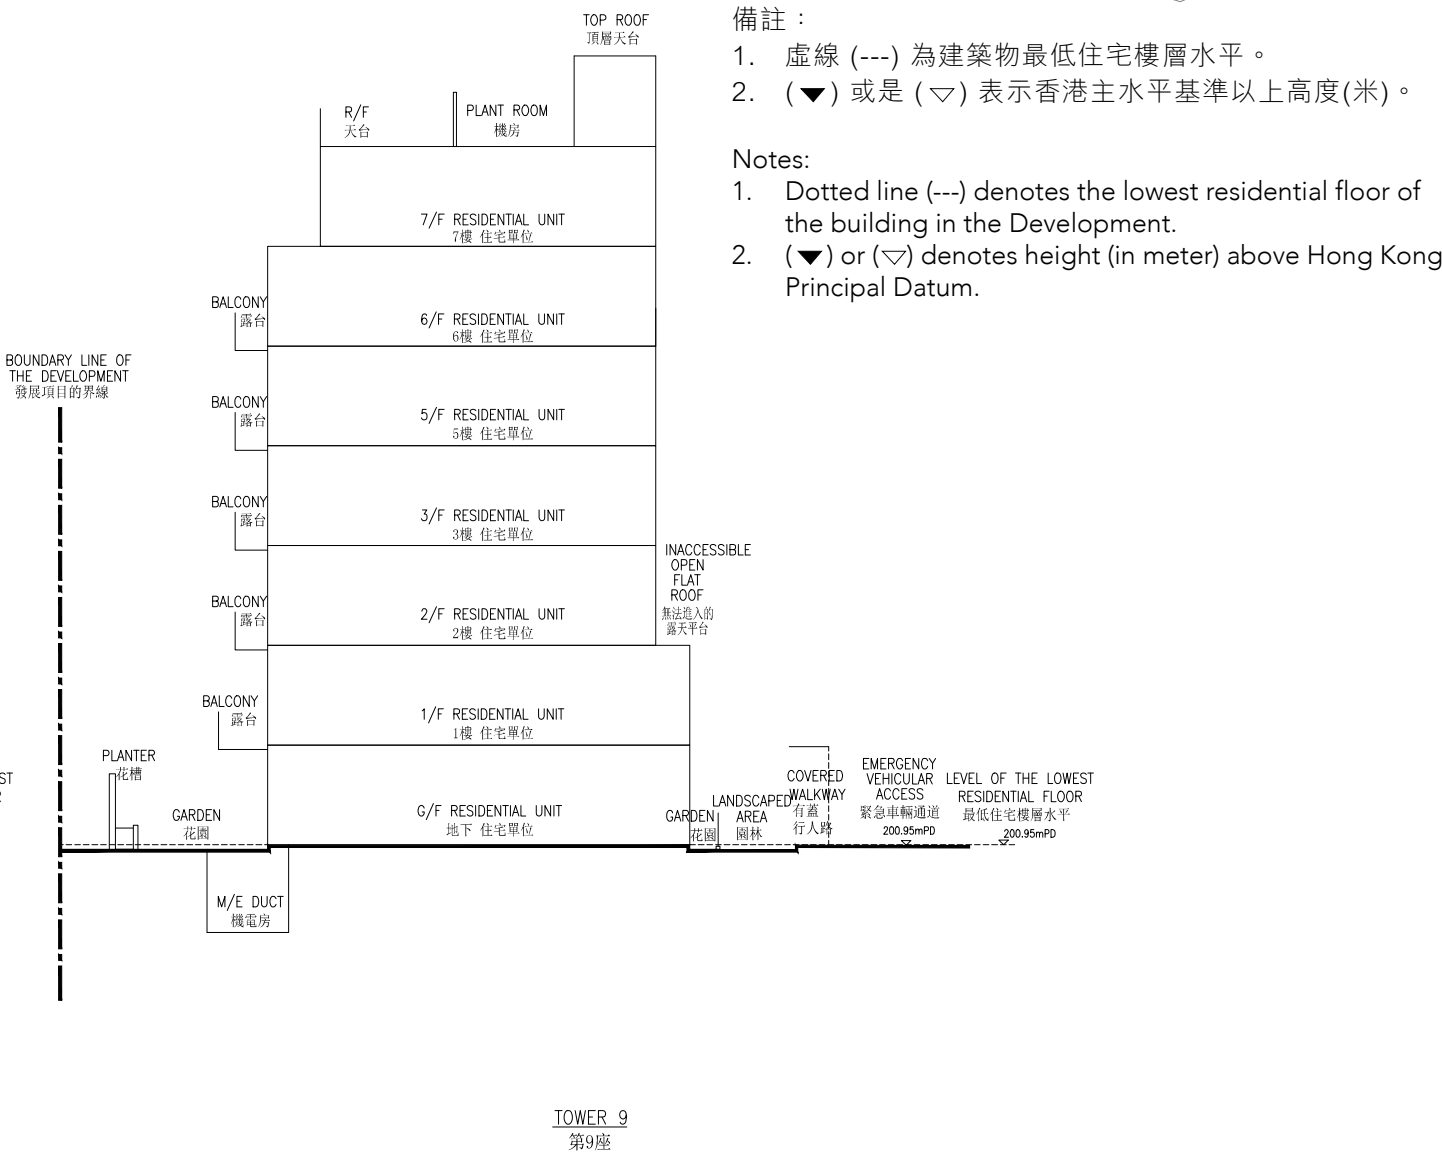 備註：
1. 虛線 (---) 為建築物最低住宅樓層水平。
2. (▼) 或是 (▽) 表示香港主水平基準以上高度(米)。
Notes:
1. Dotted line (---) denotes the lowest residential floor of
the building in the Development.
2. (▼) or (▽) denotes height (in meter) above Hong Kong
Principal Datum.
TOP ROOF
頂層天台
R/F
天台
PLANT ROOM
機房
7/F RESIDENTIAL UNIT
7樓 住宅單位
BALCONY
露台
6/F RESIDENTIAL UNIT
6樓 住宅單位
BOUNDARY LINE OF
THE DEVELOPMENT
發展項目的界線
BALCONY
露台
5/F RESIDENTIAL UNIT
5樓 住宅單位
BALCONY
露台
3/F RESIDENTIAL UNIT
3樓 住宅單位
INACCESSIBLE
OPEN
FLAT
ROOF
無法進入的
露天平台
BALCONY
露台
2/F RESIDENTIAL UNIT
2樓 住宅單位
BALCONY
露台
1/F RESIDENTIAL UNIT
1樓 住宅單位
PLANTER
花槽
GARDEN
花園
G/F RESIDENTIAL UNIT
地下 住宅單位
GARDEN
花園
LANDSCAPED
AREA
園林
COVERED
WALKWAY
有蓋
行人路
EMERGENCY
VEHICULAR
ACCESS
緊急車輛通道
200.95mPD
LEVEL OF THE LOWEST
RESIDENTIAL FLOOR
最低住宅樓層水平
200.95mPD
M/E DUCT
機電房
TOWER 9
第9座